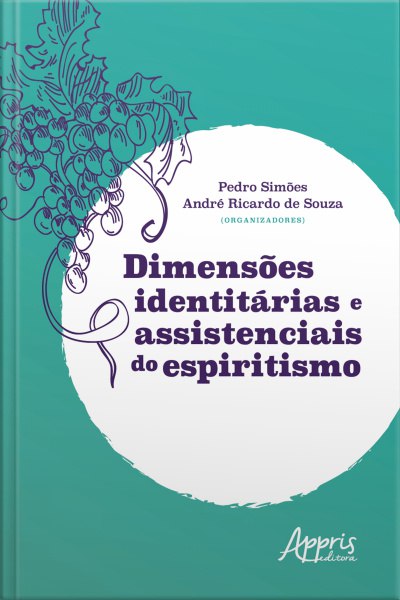 Pedro Simões
André Ricardo de Souza
(ORGANIZADORES)
Dimensões
identitárias e
assistenciais
do espiritismo
Appris
editora